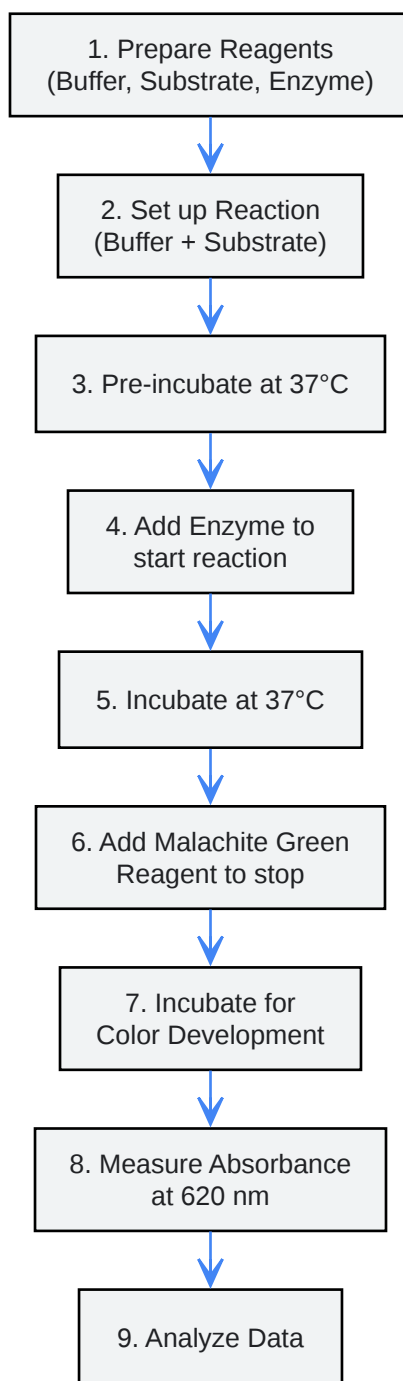 1. Prepare Reagents
(Buffer, Substrate, Enzyme)
2. Set up Reaction
(Buffer + Substrate)
3. Pre-incubate at 37°C
4. Add Enzyme to
start reaction
5. Incubate at 37°C
6. Add Malachite Green
Reagent to stop
7. Incubate for
Color Development
8. Measure Absorbance
at 620 nm
9. Analyze Data